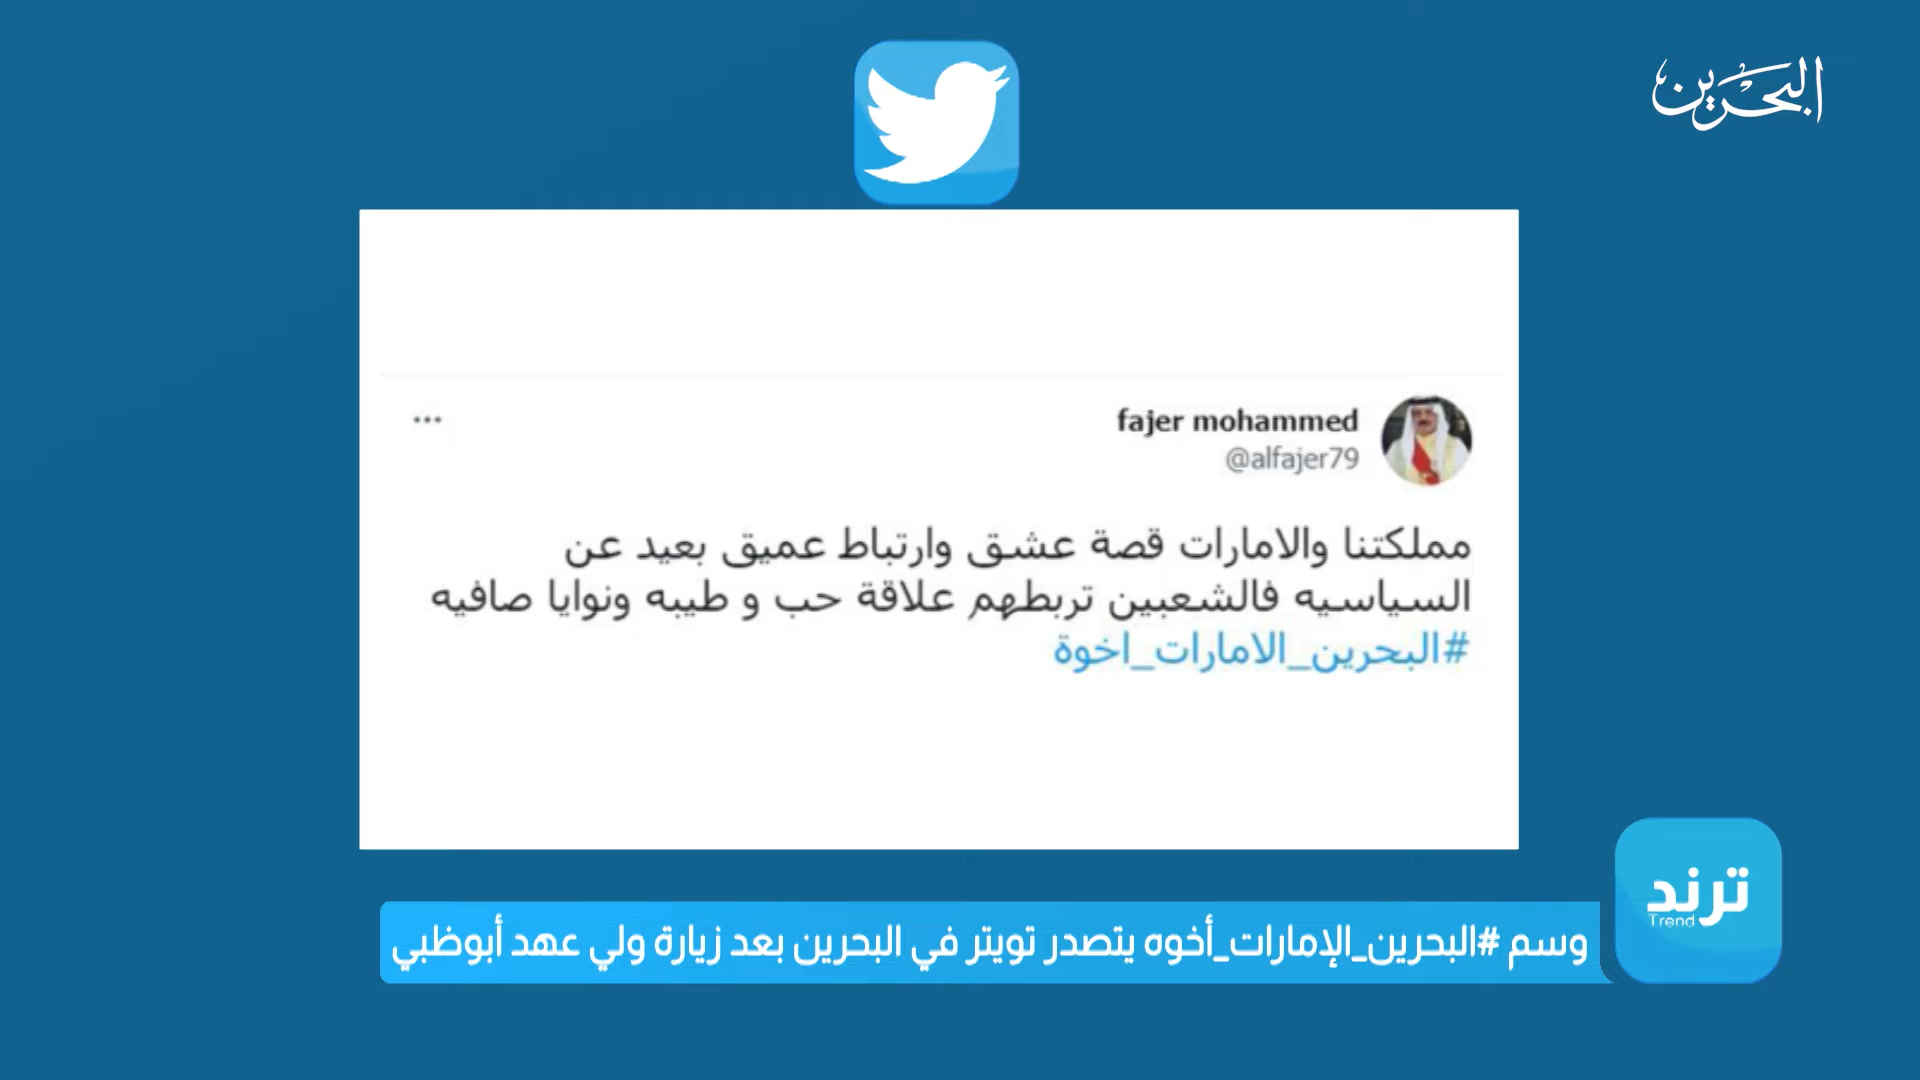 البحرين
fajer mohammed
@alfajer79
مملكتنا والامارات قصة عشق وارتباط عميق بعيد عن
السياسيه فالشعبين تربطهم علاقة حب و طيبه ونوايا صافيه
#البحرين_الامارات_اخوة
ترند
Trend
وسم #البحرين_الإمارات_أخوه يتصدر تويتر في البحرين بعد زيارة ولي عهد أبوظبي